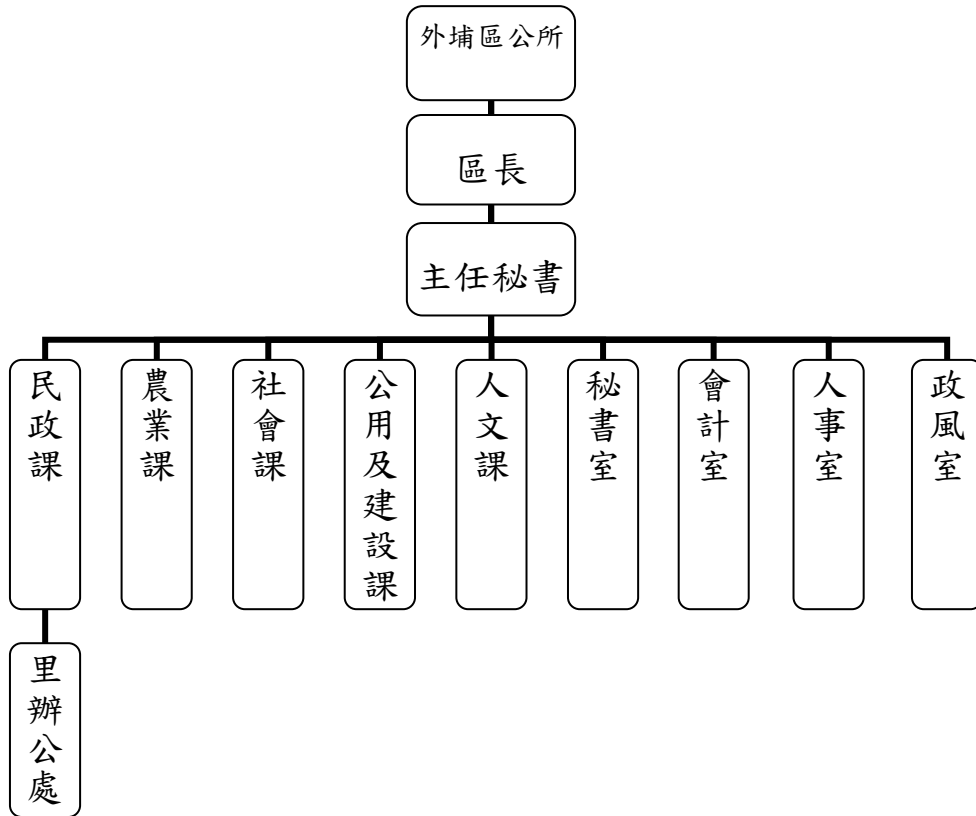 外埔區公所
區長
主任秘書
民政課
農業課
社會課
公用及建設課
人文課
秘書室
會計室
人事室
政風室
里辦公處